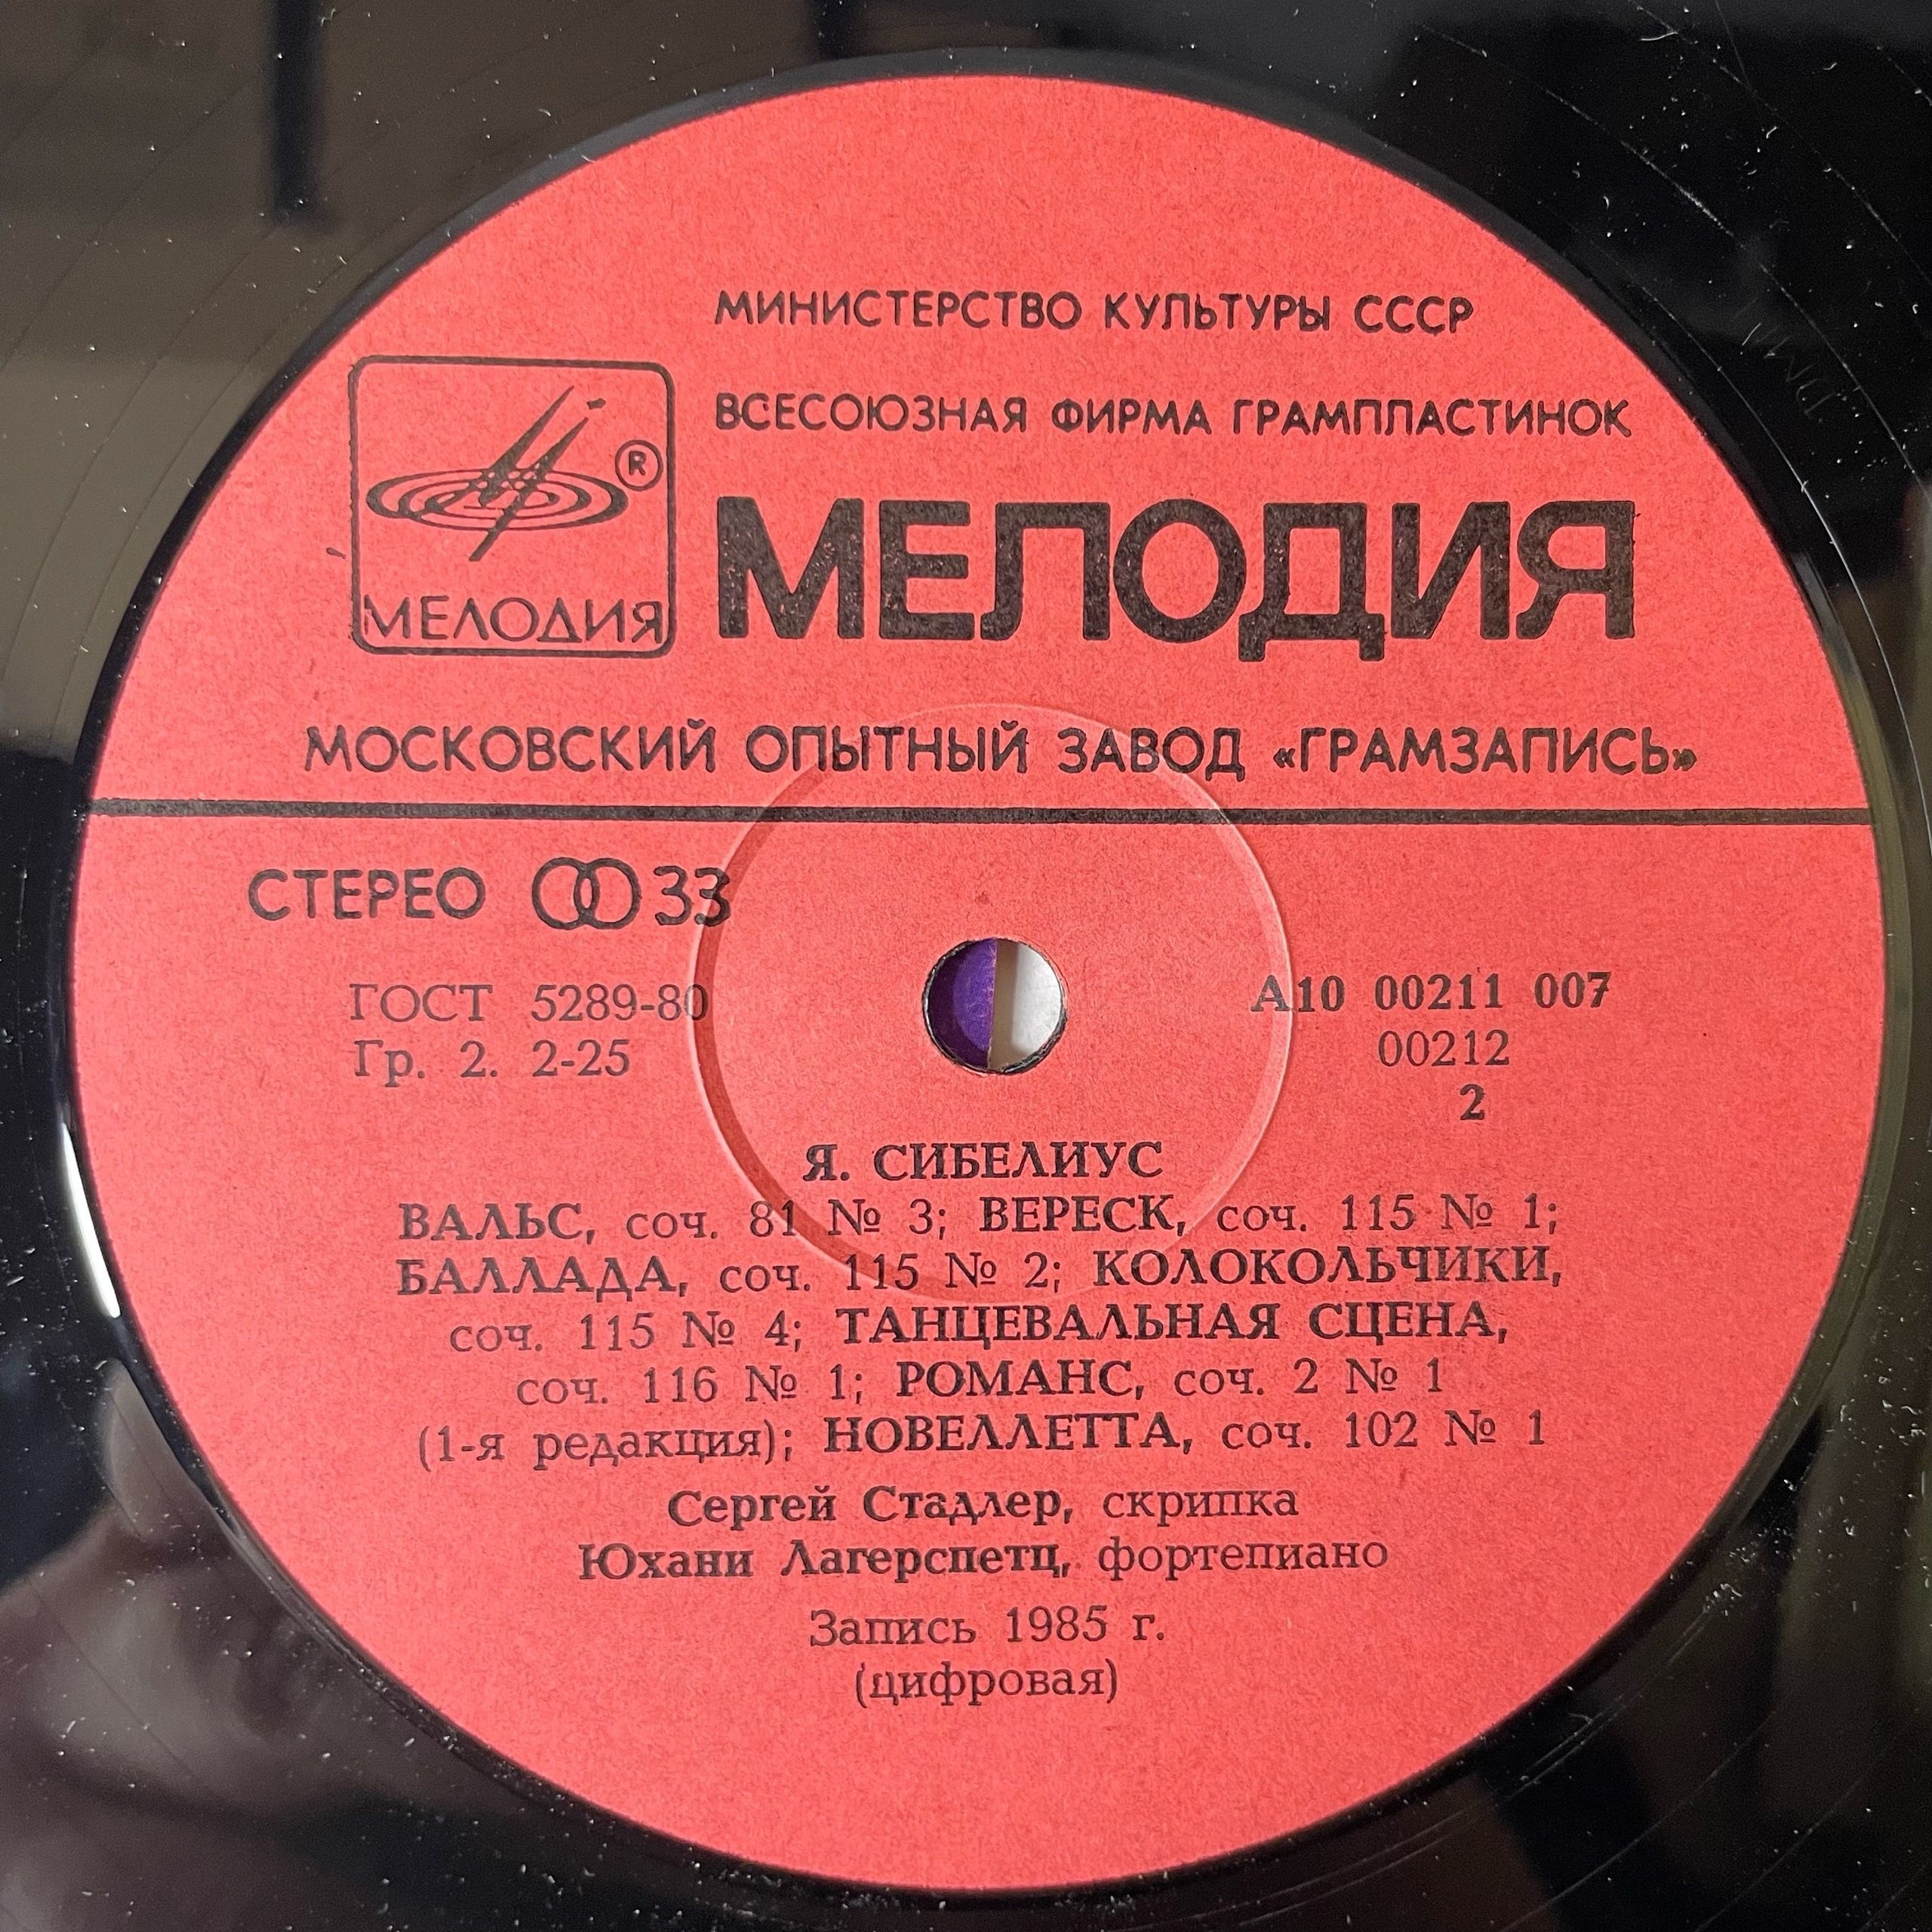 МИНИСТЕРСТВО КУЛЬТУРЫ СССР
ВСЕСОЮЗНАЯ ФИРМА ГРАМПЛАСТИНОК
®
МЕЛОДИЯ
МЕЛОДИЯ
МОСКОВСКИЙ ОПЫТНЫЙ ЗАВОД «ГРАМЗАПИСЬ»
СТЕРЕО 33
ГОСТ 5289-80
Гр. 2. 2-25
А10 00211 007
00212
2
Я. СИБЕЛИУС
ВАЛЬС, соч. 81 № 3; ВЕРЕСК, соч. 115 № 1;
БАЛЛАДА, соч. 115 № 2; КОЛОКОЛЬЧИКИ,
соч. 115 № 4; ТАНЦЕВАЛЬНАЯ СЦЕНА,
соч. 116 № 1; РОМАНС, соч. 2 № 1
(1-я редакция); НОВЕЛЛЕТТА, соч. 102 № 1
Сергей Стадлер, скрипка
Юхани Лагерспетц, фортепиано
Запись 1985 г.
(цифровая)